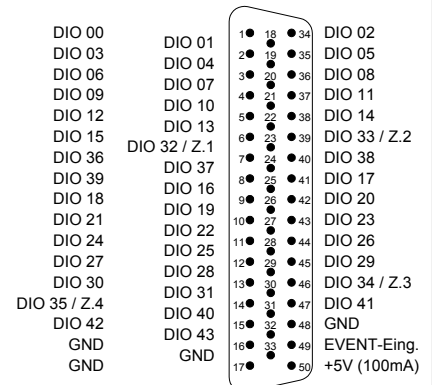 DIO 00 1 18 34 DIO 02
DIO 01
DIO 03 2 19 35 DIO 05
DIO 04
DIO 06 3 20 36 DIO 08
DIO 07
DIO 09 4 21 37 DIO 11
DIO 10
DIO 12 5 22 38 DIO 14
DIO 13
DIO 15 6 23 39 DIO 33 / Z.2
DIO 32 / Z.1
DIO 36 7 24 40 DIO 38
DIO 37
DIO 39 8 25 41 DIO 17
DIO 16
DIO 18 9 26 42 DIO 20
DIO 19
DIO 21 10 27 43 DIO 23
DIO 22
DIO 24 11 28 44 DIO 26
DIO 25
DIO 27 12 29 45 DIO 29
DIO 28
DIO 30 13 30 46 DIO 34 / Z.3
DIO 31
DIO 35 / Z.4 14 31 47 DIO 41
DIO 40
DIO 42 15 32 48 GND
DIO 43
GND 16 33 49 EVENT-Eing.
GND
GND 17 50 +5V (100mA)